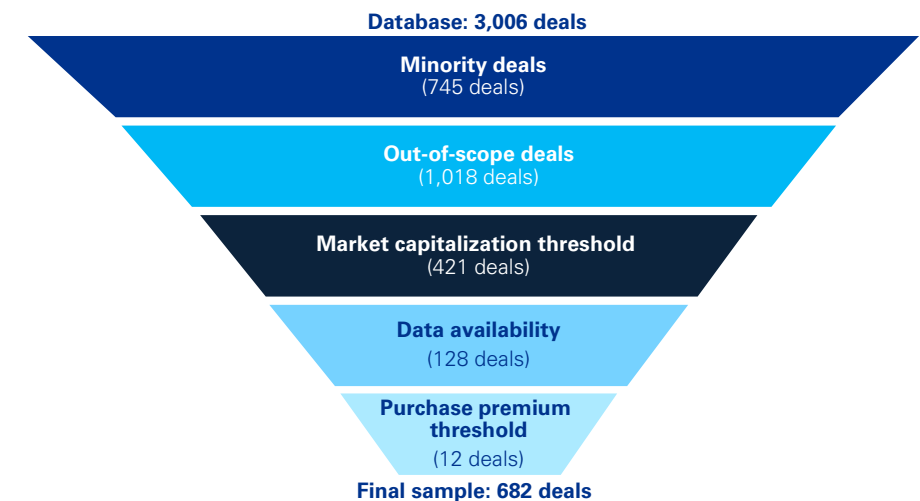 Database: 3,006 deals
Minority deals
(745 deals)
Out-of-scope deals
(1,018 deals)
Market capitalization threshold
(421 deals)
Data availability
(128 deals)
Purchase premium
threshold
(12 deals)
Final sample: 682 deals